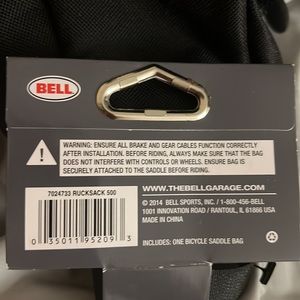 BELL
WARNING: ENSURE ALL BRAKE AND GEAR CABLES FUNCTION CORRECTLY
AFTER INSTALLATION. BEFORE RIDING, ALWAYS MAKE SURE THAT THE BAG
DOES NOT INTERFERE WITH CONTROLS OR WHEELS. ENSURE BAG IS
SECURELY ATTACHED TO THE SADDLE BEFORE RIDING.
7024733 RUCKSACK 500
0 35011 95209 3
WWW.THEBELLGARAGE.COM
© 2014 BELL SPORTS, INC. / 1-800-456-BELL
1001 INNOVATION ROAD / RANTOUL, IL 61866 USA
MADE IN CHINA
INCLUDES: ONE BICYCLE SADDLE BAG